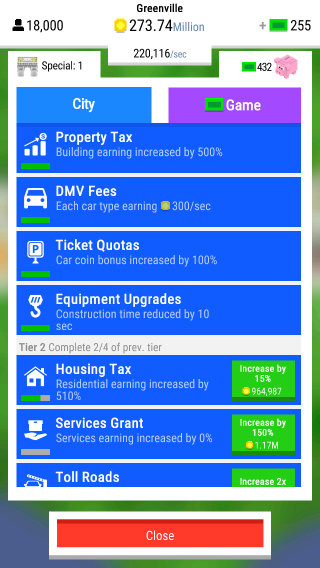 Greenville
18,000
273.74 Million
+ 255
220,116/sec
Special: 1
432
City
Game
Property Tax
Building earning increased by 500%
DMV Fees
Each car type earning 300/sec
Ticket Quotas
Car coin bonus increased by 100%
Equipment Upgrades
Construction time reduced by 10
sec
Tier 2 Complete 2/4 of prev. tier
Housing Tax
Residential earning increased by
510%
Increase by
15%
964,987
Services Grant
Services earning increased by 0%
Increase by
150%
1.17M
Toll Roads
Increase 2x
Close